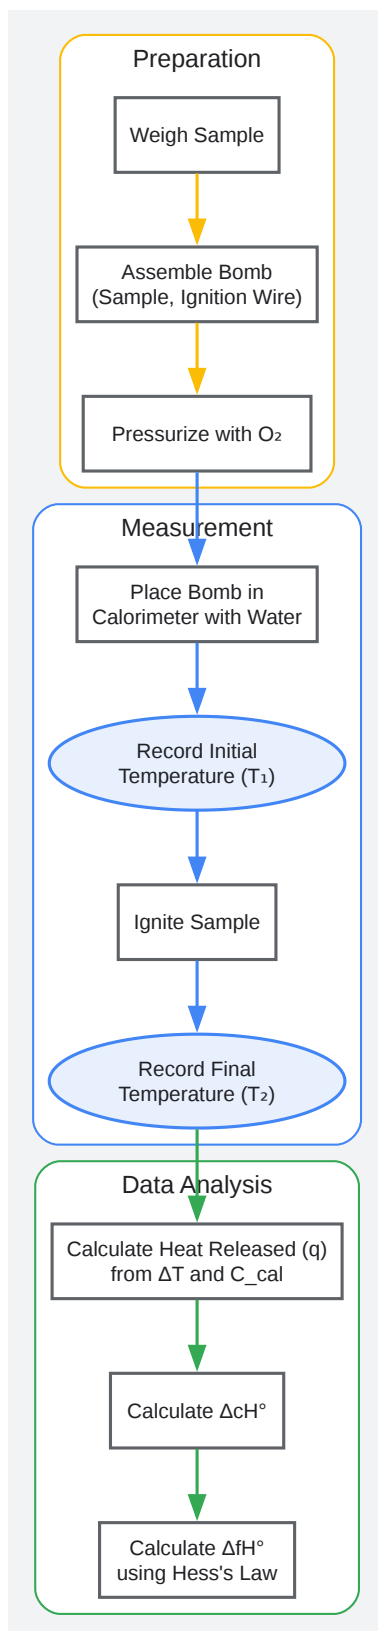 Preparation
Weigh Sample
Assemble Bomb
(Sample, Ignition Wire)
Pressurize with O₂
Measurement
Place Bomb in
Calorimeter with Water
Record Initial
Temperature (T₁)
Ignite Sample
Record Final
Temperature (T₂)
Data Analysis
Calculate Heat Released (q)
from ΔT and C_cal
Calculate ΔcH°
Calculate ΔfH°
using Hess's Law